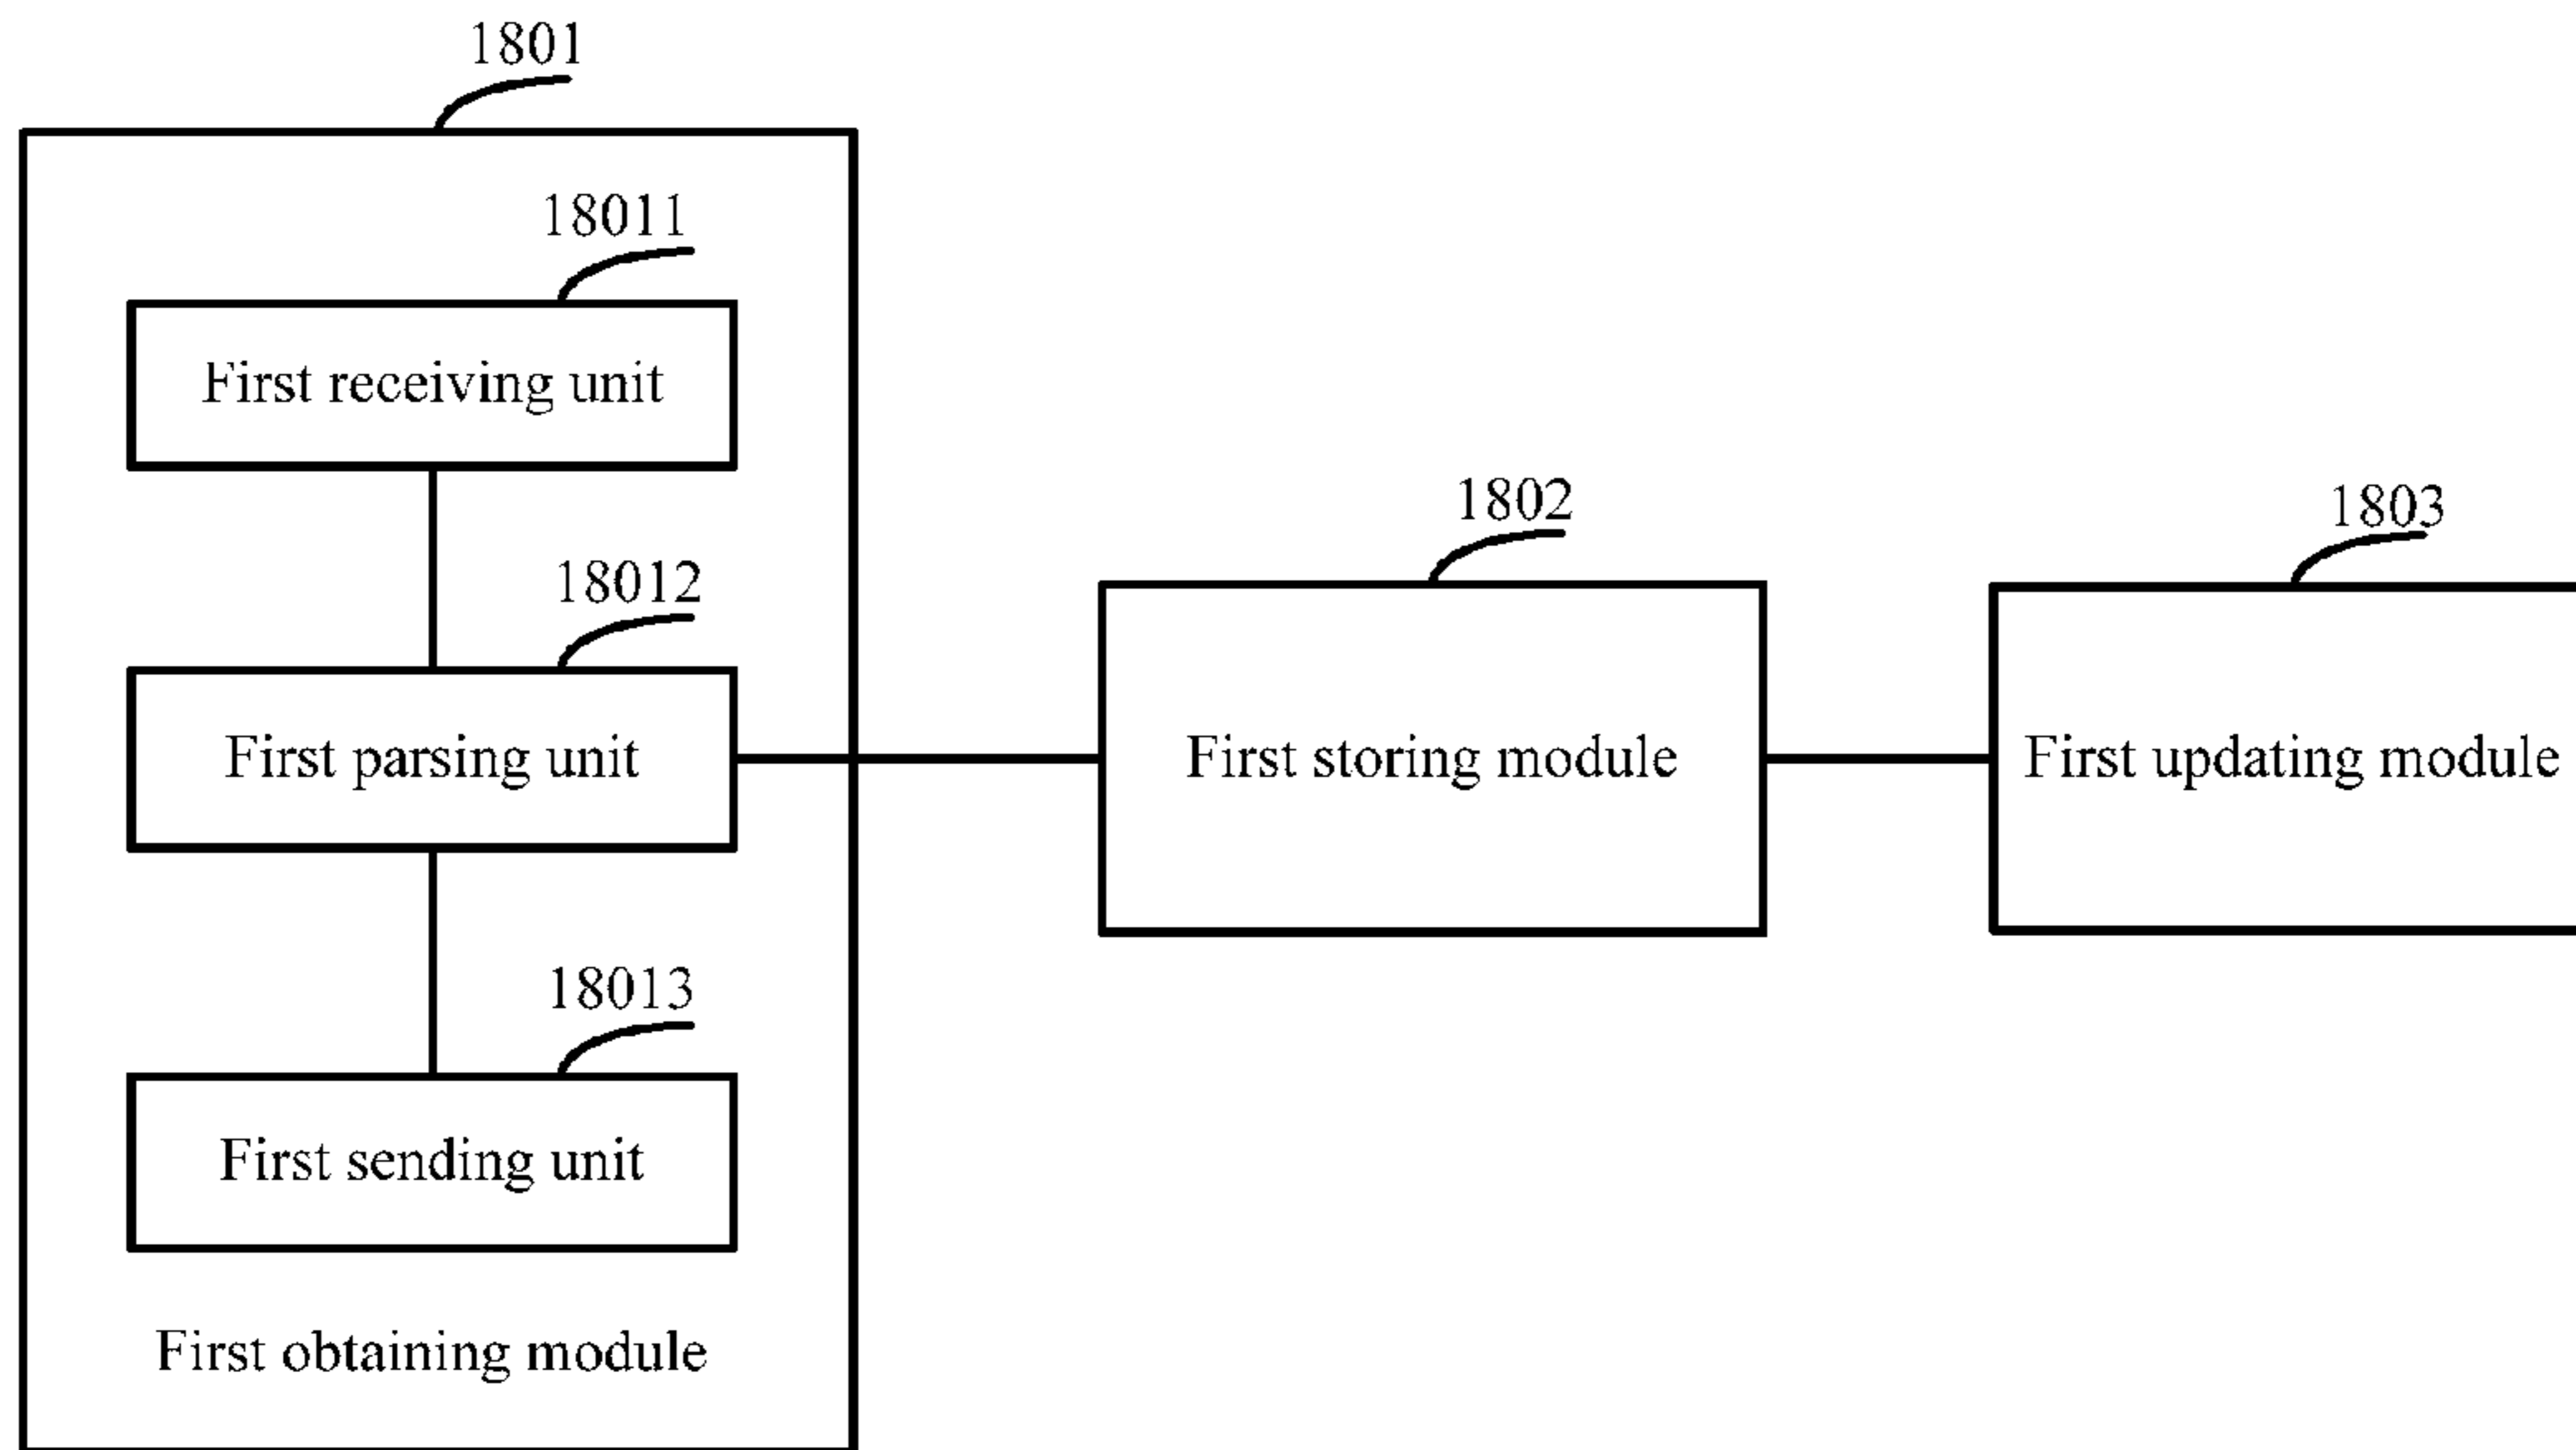 1801
18011
First receiving unit
18012
First parsing unit
18013
First sending unit
First obtaining module
1802
First storing module
1803
First updating module